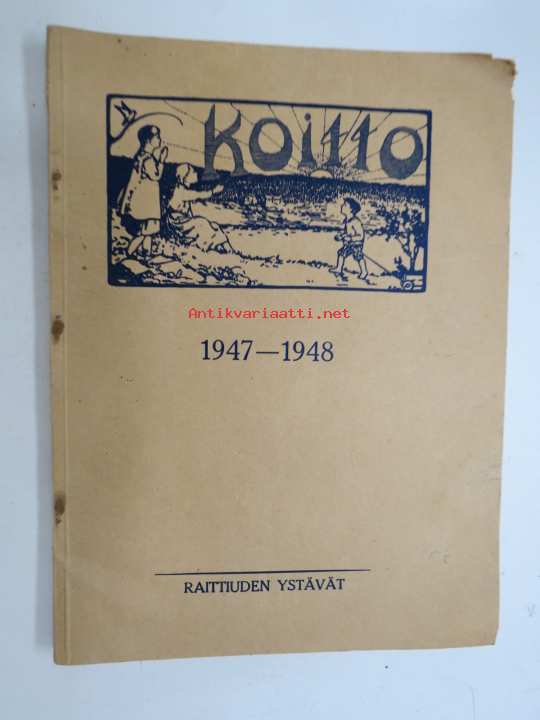 Koitto
Antikvariaatti.net
1947—1948
RAITTIUDEN YSTÄVÄT